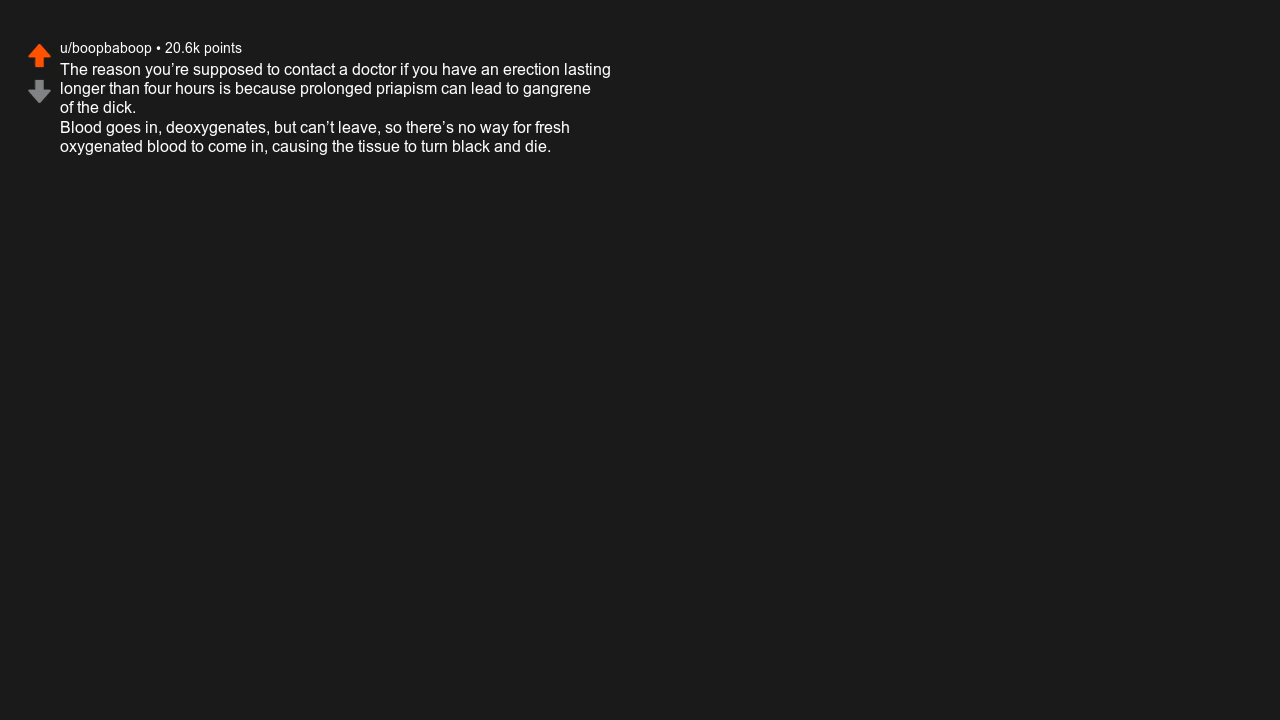 u/boopbaboop • 20.6k points
The reason you’re supposed to contact a doctor if you have an erection lasting
longer than four hours is because prolonged priapism can lead to gangrene
of the dick.
Blood goes in, deoxygenates, but can’t leave, so there’s no way for fresh
oxygenated blood to come in, causing the tissue to turn black and die.